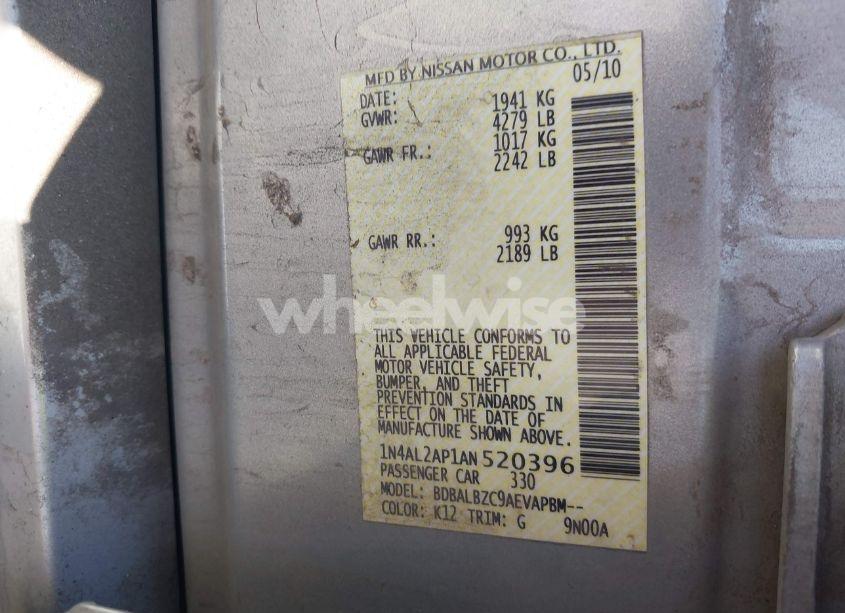 MFD BY NISSAN MOTOR CO., LTD.
DATE: 05/10
GVWR: 1941 KG
4279 LB
GAWR FR.: 1017 KG
2242 LB
GAWR RR.: 993 KG
2189 LB
wheelwise
THIS VEHICLE CONFORMS TO
ALL APPLICABLE FEDERAL
MOTOR VEHICLE SAFETY,
BUMPER, AND THEFT
PREVENTION STANDARDS IN
EFFECT ON THE DATE OF
MANUFACTURE SHOWN ABOVE.
1N4AL2AP1AN 520396
PASSENGER CAR 330
MODEL: BDBALBZC9AEVAPBM--
COLOR: K12 TRIM: G 9N00A